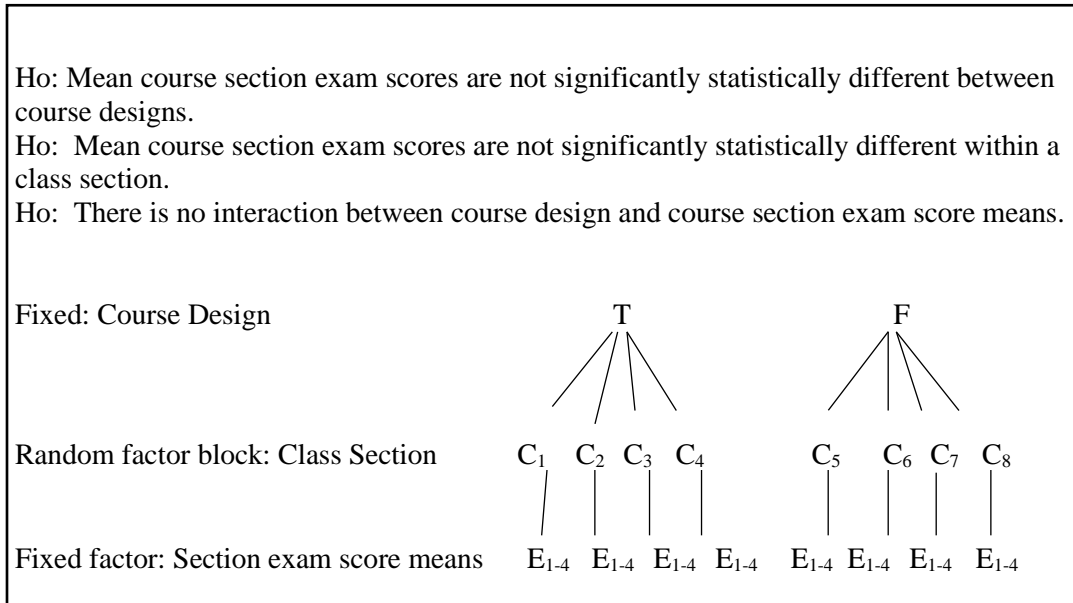 Ho: Mean course section exam scores are not significantly statistically different between
course designs.
Ho:  Mean course section exam scores are not significantly statistically different within a
class section.
Ho:  There is no interaction between course design and course section exam score means.
Fixed: Course Design T F
Random factor block: Class Section C₁ C₂ C₃ C₄ C₅ C₆ C₇ C₈
Fixed factor: Section exam score means E₁₋₄ E₁₋₄ E₁₋₄ E₁₋₄ E₁₋₄ E₁₋₄ E₁₋₄ E₁₋₄